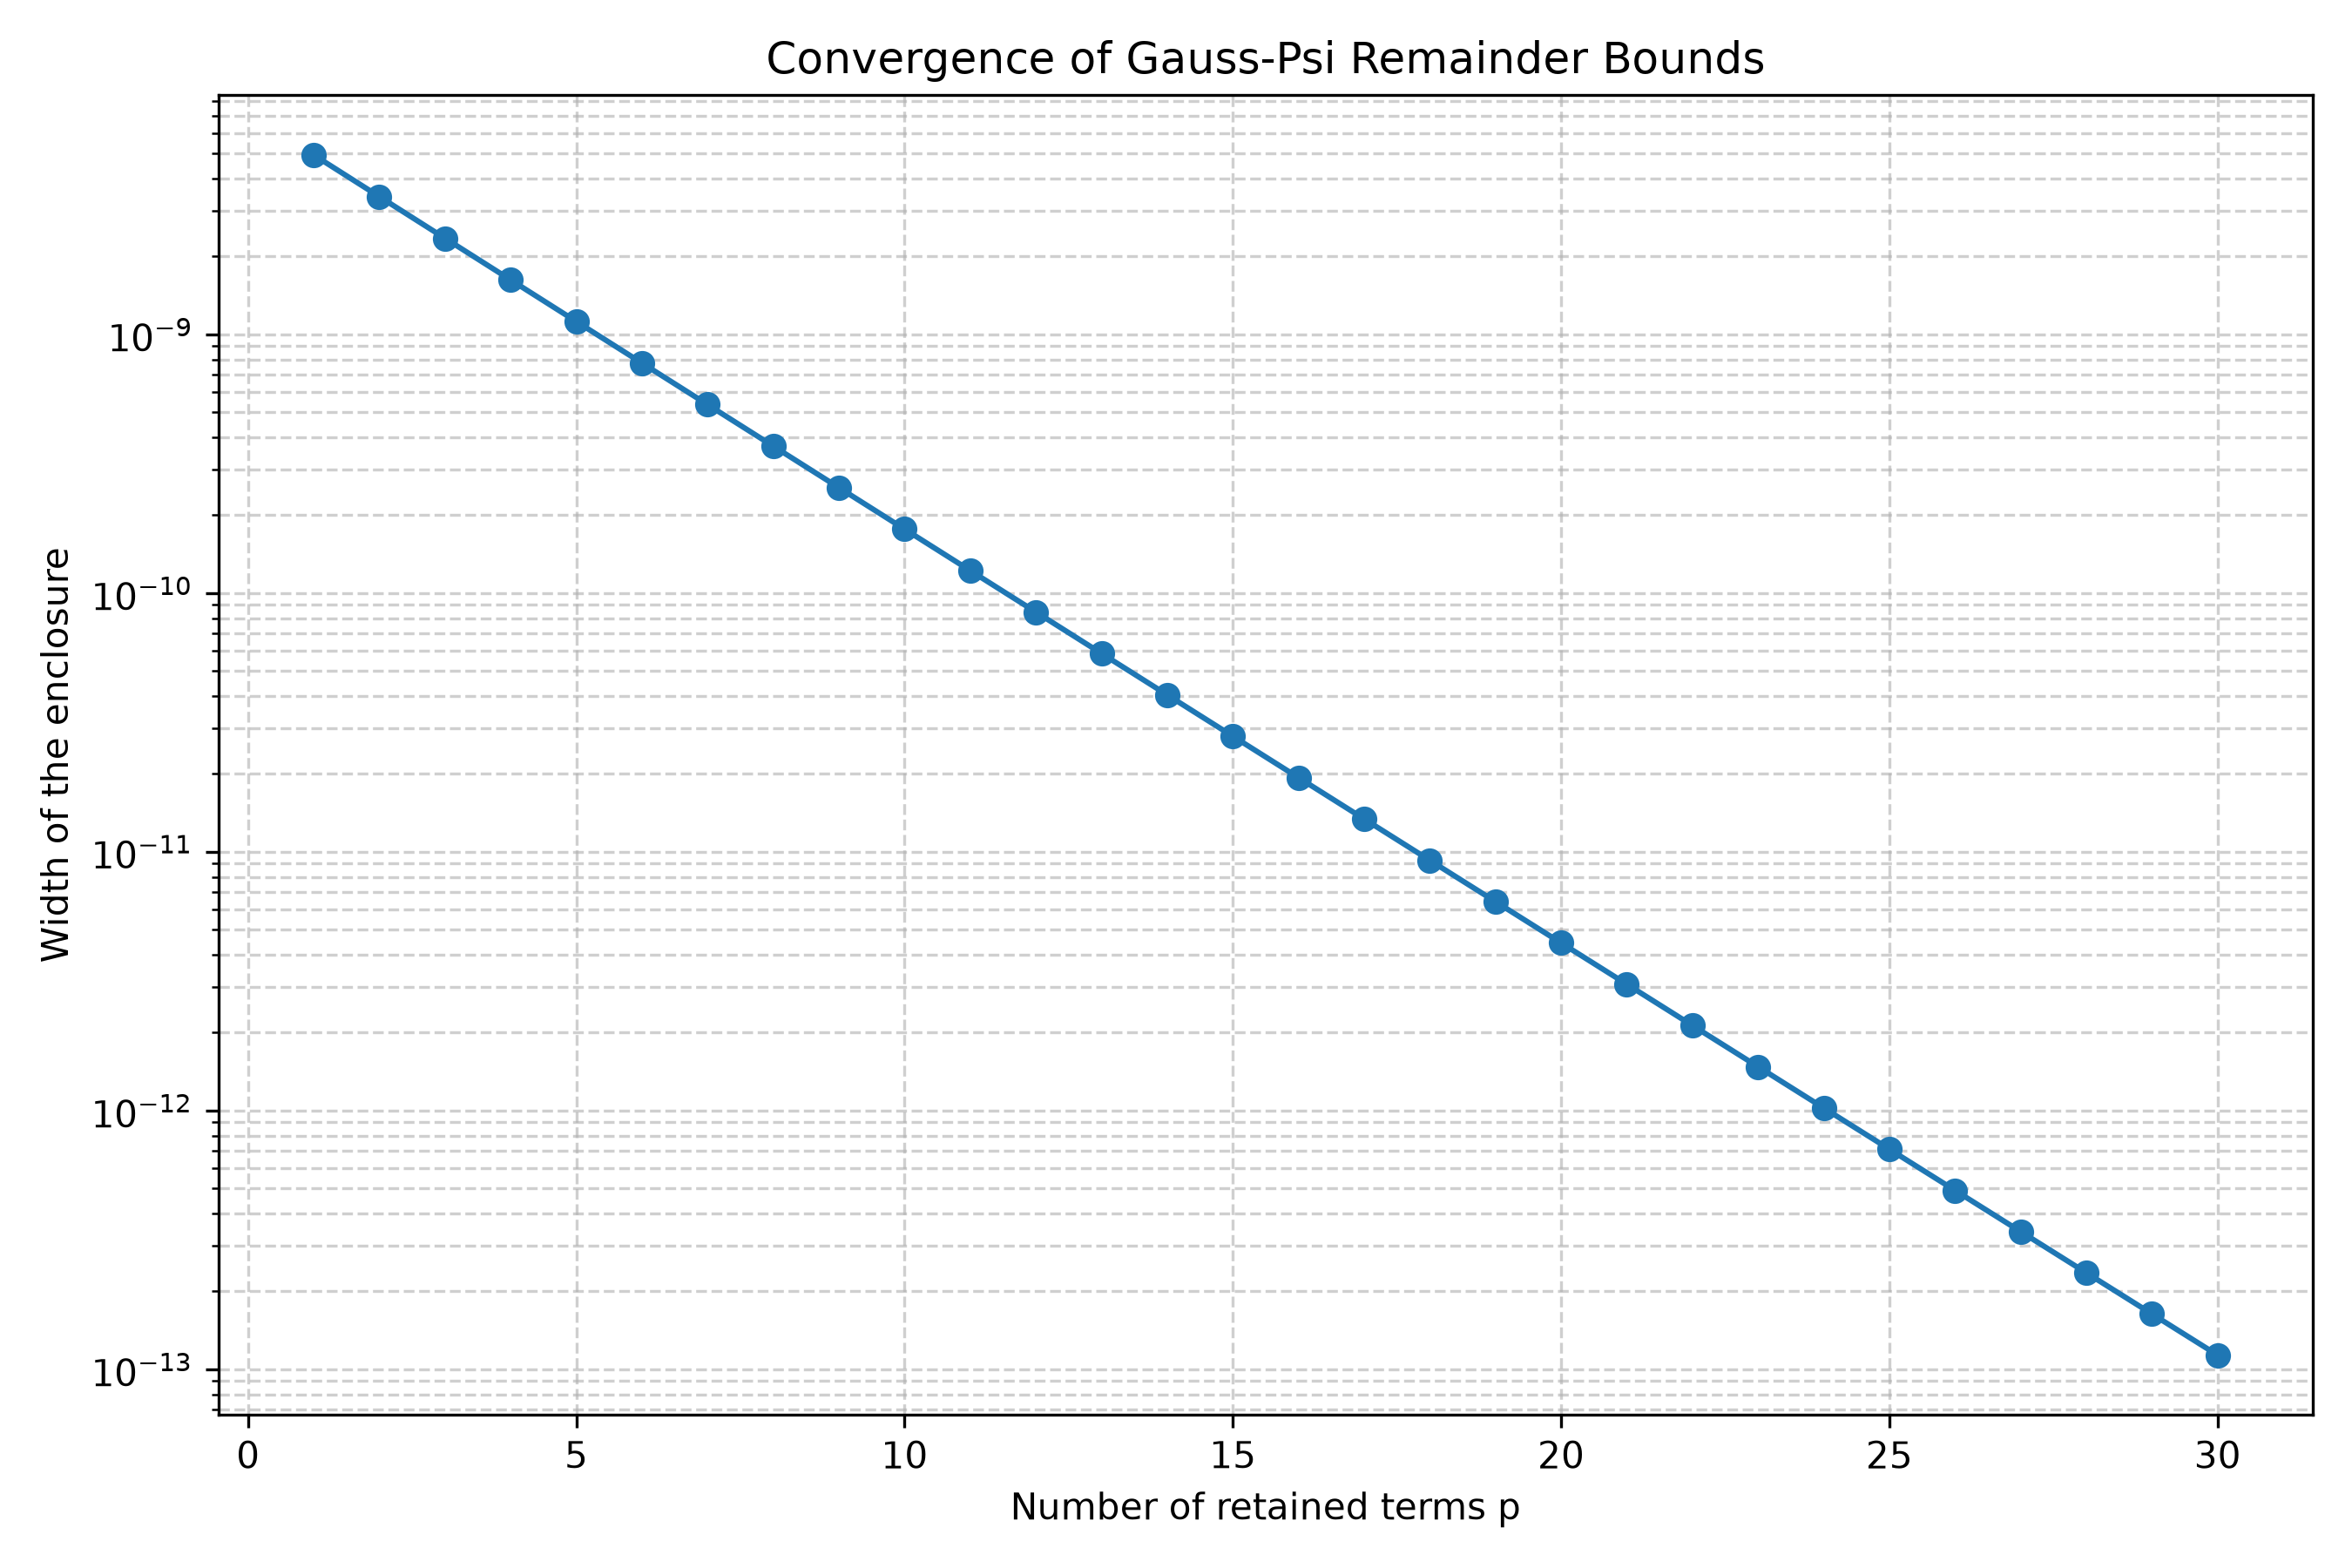 Convergence of Gauss-Psi Remainder Bounds
Width of the enclosure
10⁻⁹
10⁻¹⁰
10⁻¹¹
10⁻¹²
10⁻¹³
0 5 10 15 20 25 30
Number of retained terms p